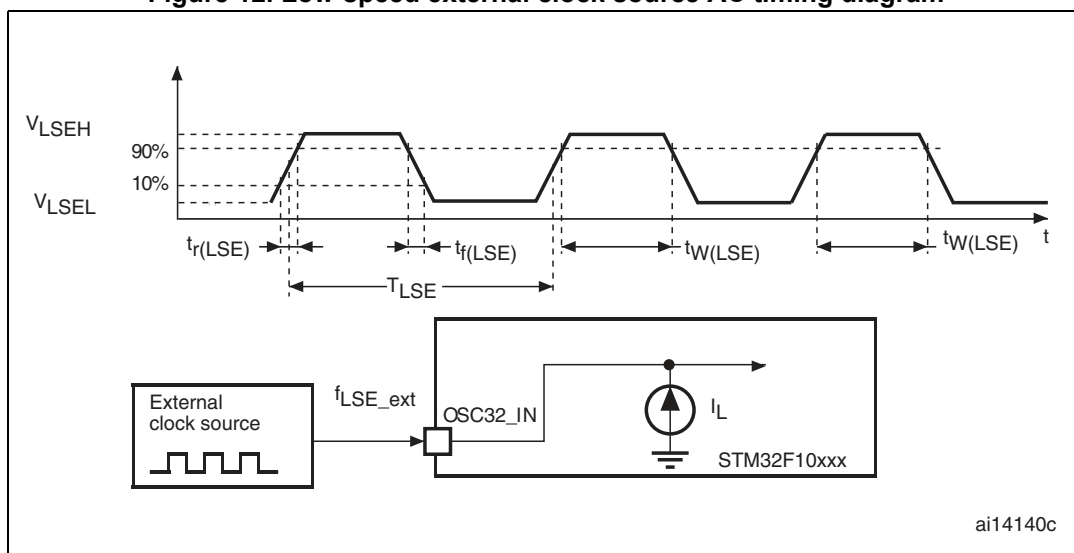 Figure 12. Low-speed external clock source AC timing diagram
VLSEH
90%
10%
VLSEL
tr(LSE)
tf(LSE)
tW(LSE)
tW(LSE)
t
TLSE
External
clock source
fLSE_ext
OSC32_IN
IL
STM32F10xxx
ai14140c